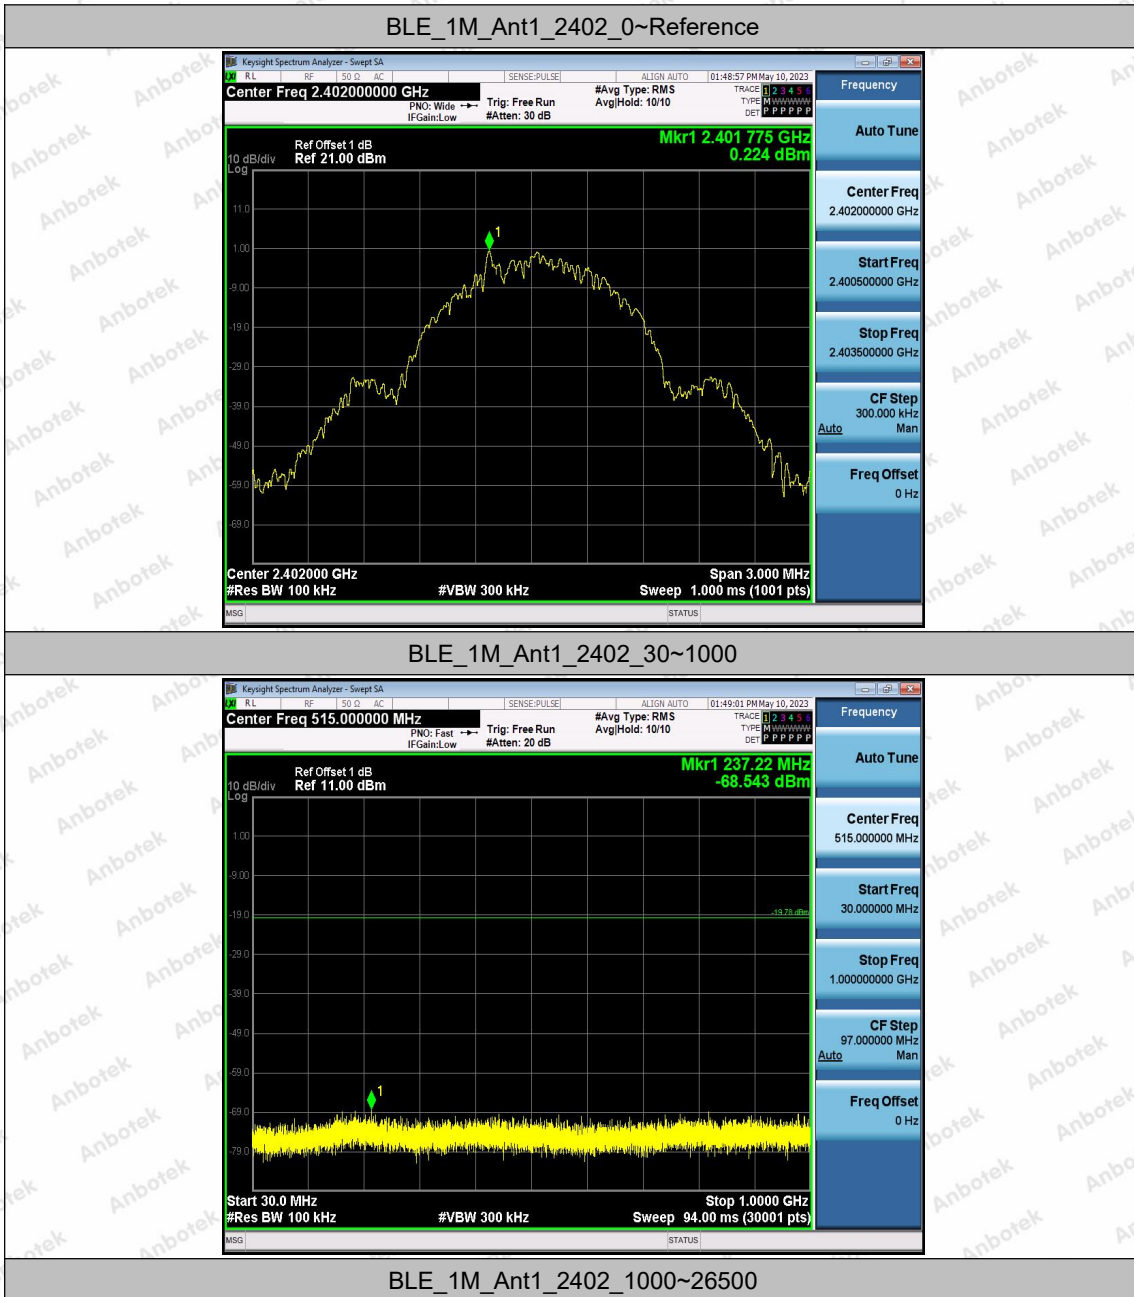 BLE_1M_Ant1_2402_0~Reference
Keysight Spectrum Analyzer - Swept SA
LXI RL RF 50 Ω AC SENSE:PULSE ALIGN AUTO 01:48:57 PM May 10, 2023
Center Freq 2.402000000 GHz #Avg Type: RMS TRACE 1 2 3 4 5 6
PNO: Wide Trig: Free Run Avg|Hold: 10/10 TYPE M WWWWW
IFGain:Low #Atten: 30 dB DET P P P P P P
Mkr1 2.401 775 GHz
0.224 dBm
Ref Offset 1 dB
10 dB/div Ref 21.00 dBm
Log
1
11.0
1.00
-9.00
-19.0
-29.0
-39.0
-49.0
-59.0
-69.0
Center 2.402000 GHz Span 3.000 MHz
#Res BW 100 kHz #VBW 300 kHz Sweep 1.000 ms (1001 pts)
MSG STATUS
Frequency
Auto Tune
Center Freq
2.402000000 GHz
Start Freq
2.400500000 GHz
Stop Freq
2.403500000 GHz
CF Step
300.000 kHz
Auto Man
Freq Offset
0 Hz
BLE_1M_Ant1_2402_30~1000
Keysight Spectrum Analyzer - Swept SA
LXI RL RF 50 Ω AC SENSE:PULSE ALIGN AUTO 01:49:01 PM May 10, 2023
Center Freq 515.000000 MHz #Avg Type: RMS TRACE 1 2 3 4 5 6
PNO: Fast Trig: Free Run Avg|Hold: 10/10 TYPE M WWWWW
IFGain:Low #Atten: 20 dB DET P P P P P P
Mkr1 237.22 MHz
-68.543 dBm
Ref Offset 1 dB
10 dB/div Ref 11.00 dBm
Log
1.00
-9.00
-19.0
-19.78 dBm
-29.0
-39.0
-49.0
-59.0
1
-69.0
-79.0
Start 30.0 MHz Stop 1.0000 GHz
#Res BW 100 kHz #VBW 300 kHz Sweep 94.00 ms (30001 pts)
MSG STATUS
Frequency
Auto Tune
Center Freq
515.000000 MHz
Start Freq
30.000000 MHz
Stop Freq
1.000000000 GHz
CF Step
97.000000 MHz
Auto Man
Freq Offset
0 Hz
BLE_1M_Ant1_2402_1000~26500
Anbotek